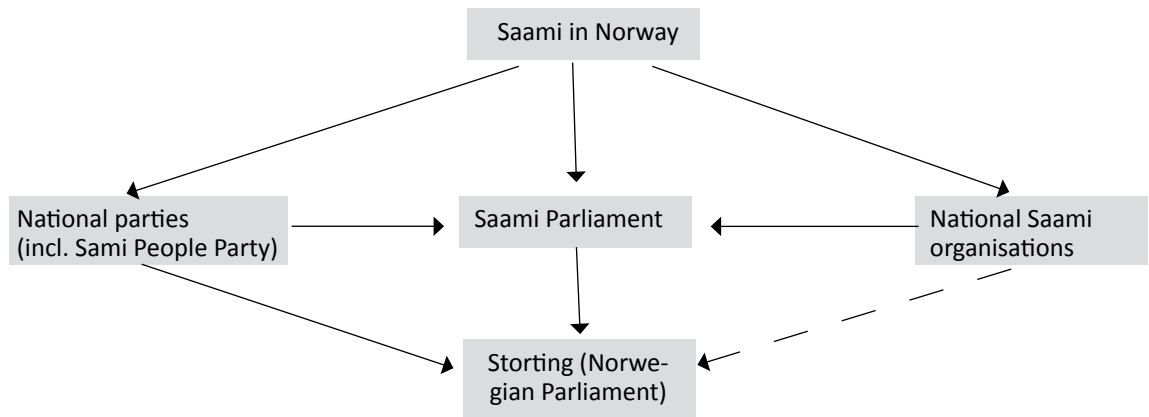 Saami in Norway
National parties
(incl. Sami People Party)
Saami Parliament
National Saami
organisations
Storting (Norwe-
gian Parliament)